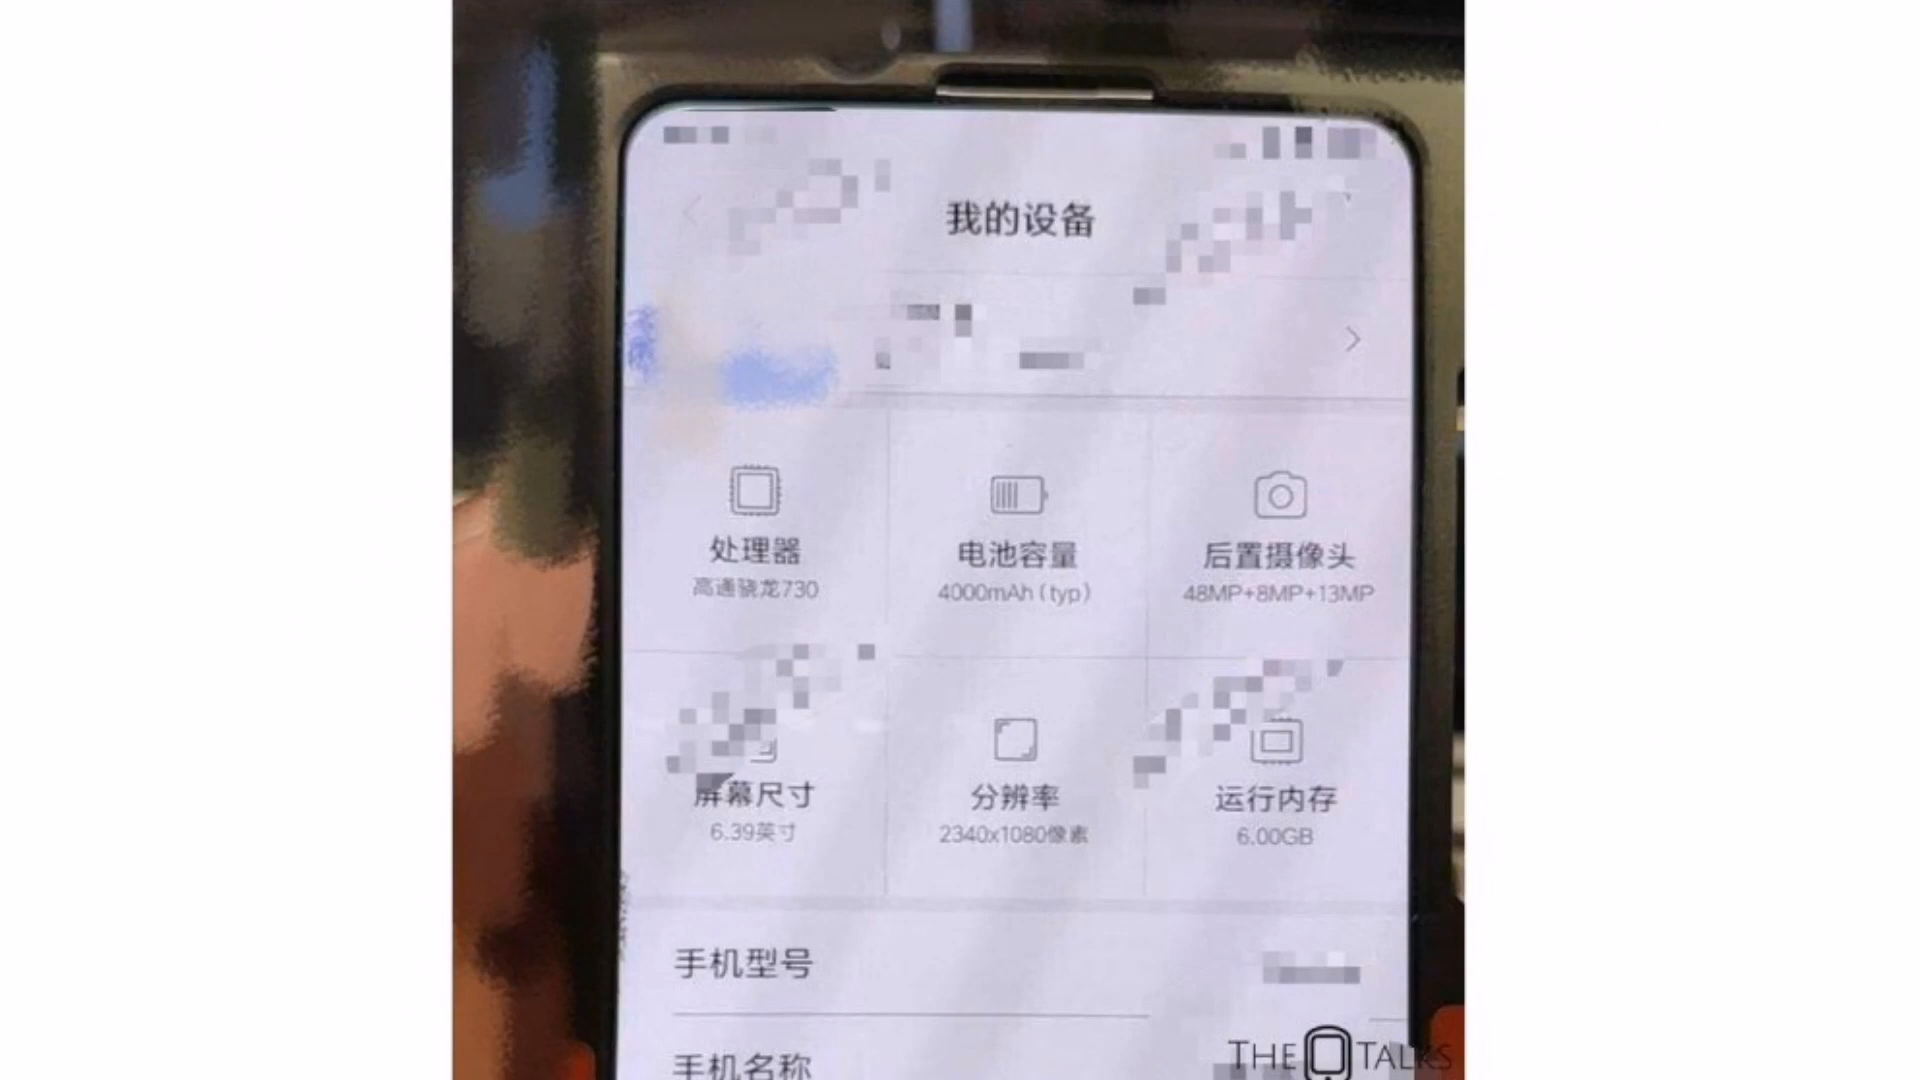 我的设备
处理器
高通骁龙730
电池容量
4000mAh(typ)
后置摄像头
48MP+8MP+13MP
屏幕尺寸
6.39英寸
分辨率
2340x1080像素
运行内存
6.00GB
手机型号
手机名称
THE TALKS